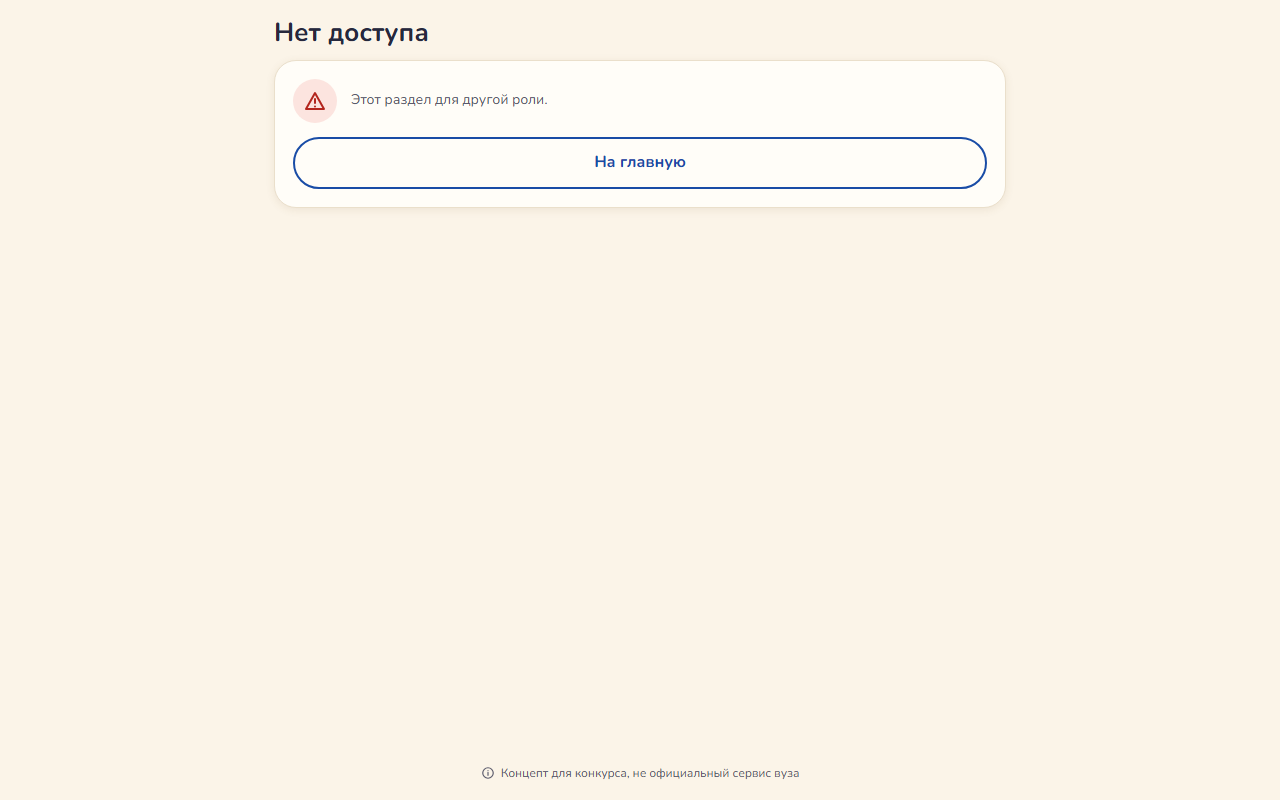 Нет доступа
Этот раздел для другой роли.
На главную
Концепт для конкурса, не официальный сервис вуза